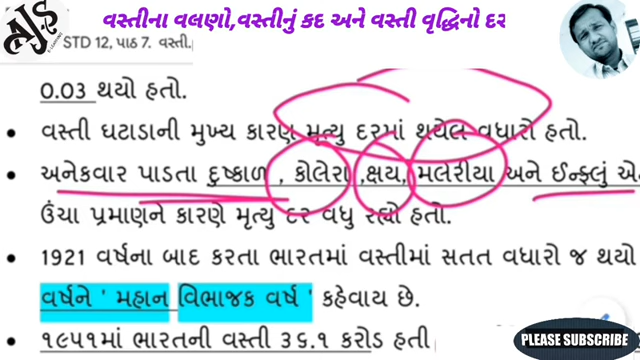 વસ્તીના વલણો,વસ્તીનું કદ અને વસ્તી વૃદ્ધિનો દર
AJS
STD 12, પાઠ 7. વસ્તી.
0.03 થયો હતો.
• વસ્તી ઘટાડાની મુખ્ય કારણ મૃત્યુ દરમાં થયેલ વધારો હતો.
• અનેકવાર પાડતા દુષ્કાળ , કોલેરા ,ક્ષય, મલેરીયા અને ઈન્ફ્લું
ઉંચા પ્રમાણને કારણે મૃત્યુ દર વધુ રહ્યો હતો.
• 1921 વર્ષના બાદ કરતા ભારતમાં વસ્તીમાં સતત વધારો જ થયો
વર્ષને ' મહાન વિભાજક વર્ષ ' કહેવાય છે.
• ૧૯૫૧માં ભારતની વસ્તી ૩૬.૧ કરોડ હતી
PLEASE SUBSCRIBE